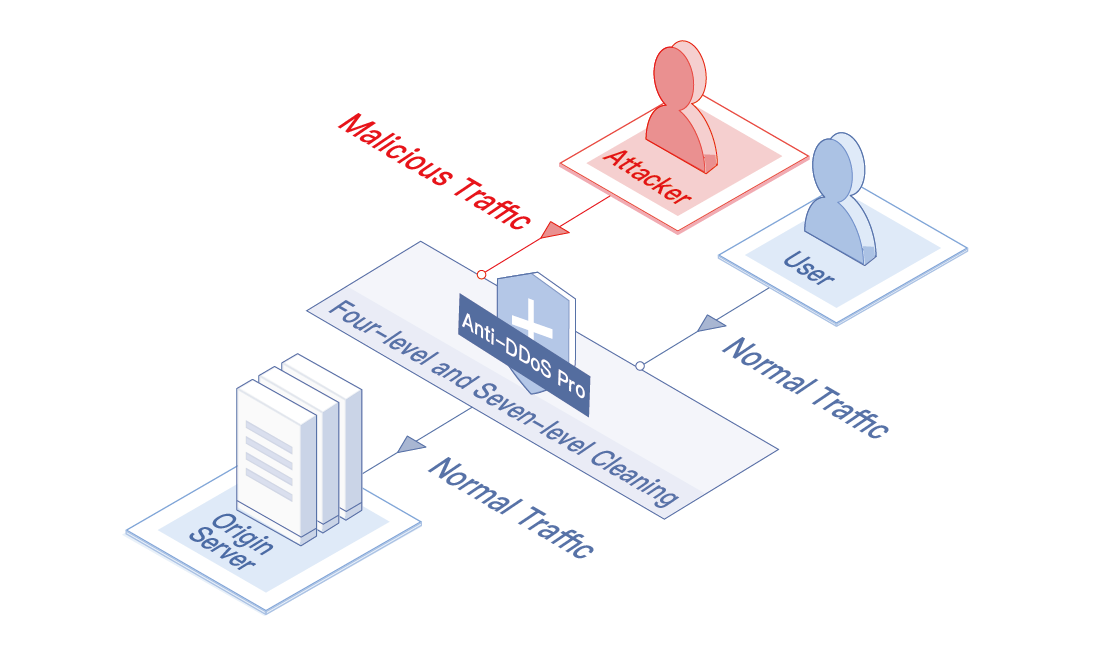 Malicious Traffic
Attacker
User
Anti-DDoS Pro
Four-level and Seven-level Cleaning
Normal Traffic
Normal Traffic
Origin
Server